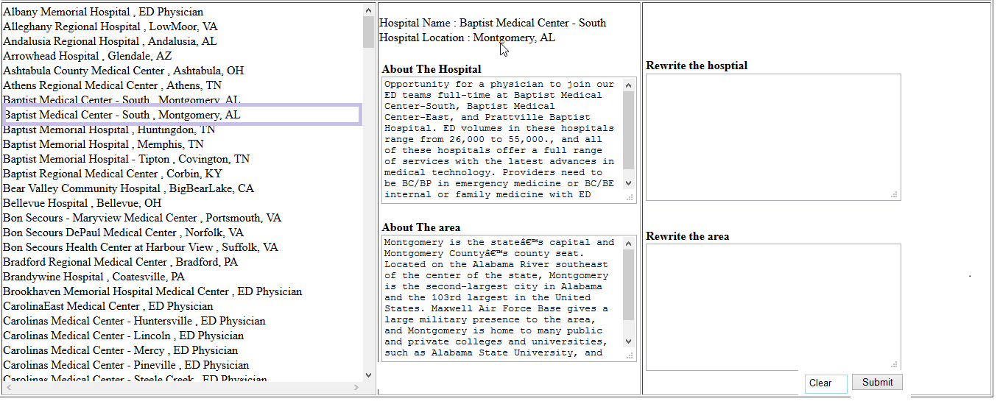 Albany Memorial Hospital , ED Physician
Alleghany Regional Hospital , LowMoor, VA
Andalusia Regional Hospital , Andalusia, AL
Arrowhead Hospital , Glendale, AZ
Ashtabula County Medical Center , Ashtabula, OH
Athens Regional Medical Center , Athens, TN
Baptist Medical Center - South , Montgomery, AL
Baptist Medical Center - South , Montgomery, AL
Baptist Memorial Hospital , Huntingdon, TN
Baptist Memorial Hospital , Memphis, TN
Baptist Memorial Hospital - Tipton , Covington, TN
Baptist Regional Medical Center , Corbin, KY
Bear Valley Community Hospital , BigBearLake, CA
Bellevue Hospital , Bellevue, OH
Bon Secours - Maryview Medical Center , Portsmouth, VA
Bon Secours DePaul Medical Center , Norfolk, VA
Bon Secours Health Center at Harbour View , Suffolk, VA
Bradford Regional Medical Center , Bradford, PA
Brandywine Hospital , Coatesville, PA
Brookhaven Memorial Hospital Medical Center , ED Physician
CarolinaEast Medical Center , ED Physician
Carolinas Medical Center - Huntersville , ED Physician
Carolinas Medical Center - Lincoln , ED Physician
Carolinas Medical Center - Mercy , ED Physician
Carolinas Medical Center - Pineville , ED Physician
Carolinas Medical Center - Steele Creek , ED Physician
Hospital Name : Baptist Medical Center - South
Hospital Location : Montgomery, AL
About The Hospital
Opportunity for a physician to join our
ED teams full-time at Baptist Medical
Center-South, Baptist Medical
Center-East, and Prattville Baptist
Hospital. ED volumes in these hospitals
range from 26,000 to 55,000., and all
of these hospitals offer a full range
of services with the latest advances in
medical technology. Providers need to
be BC/BP in emergency medicine or BC/BE
internal or family medicine with ED
About The area
Montgomery is the stateâ€™s capital and
Montgomery Countyâ€™s county seat.
Located on the Alabama River southeast
of the center of the state, Montgomery
is the second-largest city in Alabama
and the 103rd largest in the United
States. Maxwell Air Force Base gives a
large military presence to the area,
and Montgomery is home to many public
and private colleges and universities,
such as Alabama State University, and
Rewrite the hosptial
Rewrite the area
.
Clear
Submit